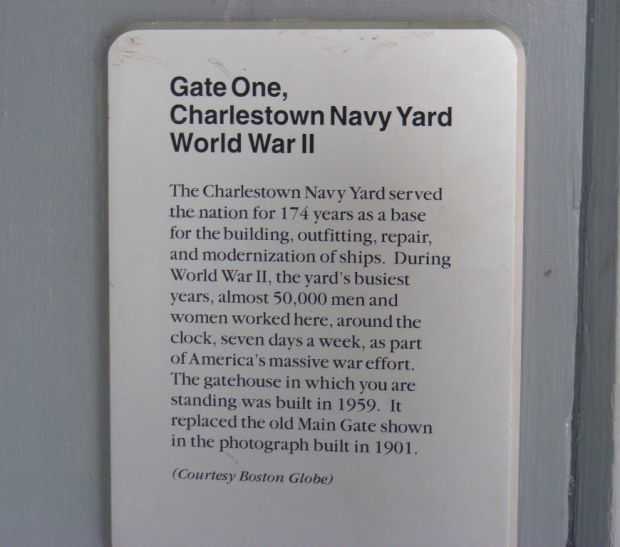 Gate One,
Charlestown Navy Yard
World War II
The Charlestown Navy Yard served
the nation for 174 years as a base
for the building, outfitting, repair,
and modernization of ships. During
World War II, the yard's busiest
years, almost 50,000 men and
women worked here, around the
clock, seven days a week, as part
of America's massive war effort.
The gatehouse in which you are
standing was built in 1959. It
replaced the old Main Gate shown
in the photograph built in 1901.
(Courtesy Boston Globe)